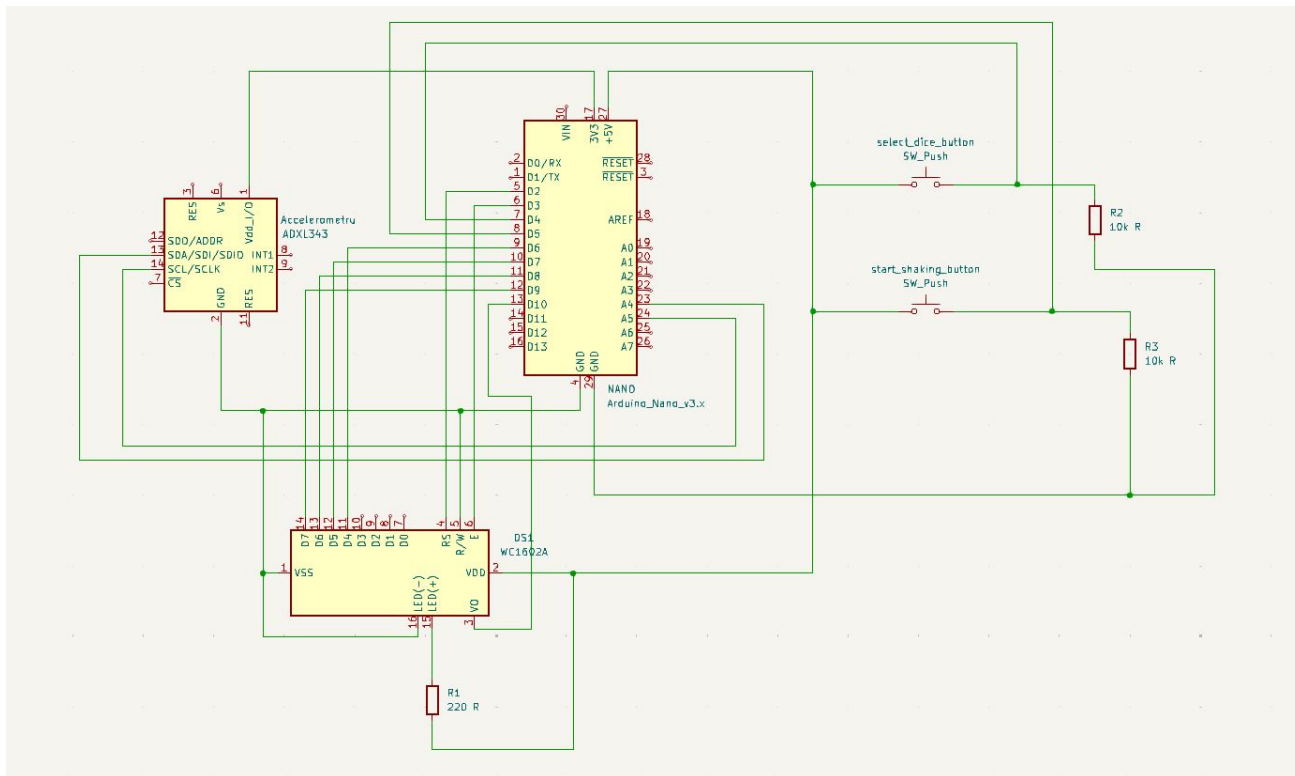 30
17
27
VIN
3V3
+5V
2
D0/RX
1
D1/TX
5
D2
6
D3
7
D4
8
D5
9
D6
10
D7
11
D8
12
D9
13
D10
14
D11
15
D12
16
D13
RESET
28
RESET
3
AREF
18
A0
19
A1
20
A2
21
A3
22
A4
23
A5
24
A6
25
A7
26
GND
GND
4
29
NANO
Arduino_Nano_v3.x
3
6
1
RES
Vs
Vdd_I/O
Accelerometru
ADXL343
12
SDO/ADDR
13
SDA/SDI/SDIO
14
SCL/SCLK
7
CS
INT1
8
INT2
9
GND
RES
2
11
select_dice_button
SW_Push
R2
10k R
start_shaking_button
SW_Push
R3
10k R
14
13
12
11
10
9
8
7
4
5
6
D7
D6
D5
D4
D3
D2
D1
D0
RS
R/W
E
DS1
WC1602A
1
VSS
VDD
2
LED(-)
LED(+)
VO
16
15
3
R1
220 R